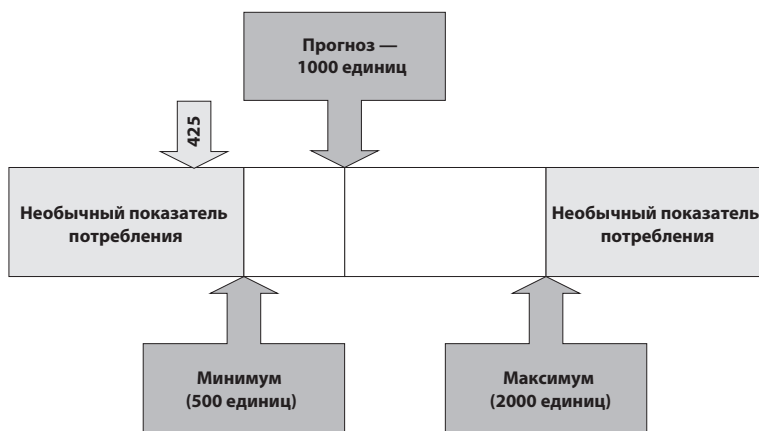 Прогноз —
1000 единиц
425
Необычный показатель
потребления
Необычный показатель
потребления
Минимум
(500 единиц)
Максимум
(2000 единиц)